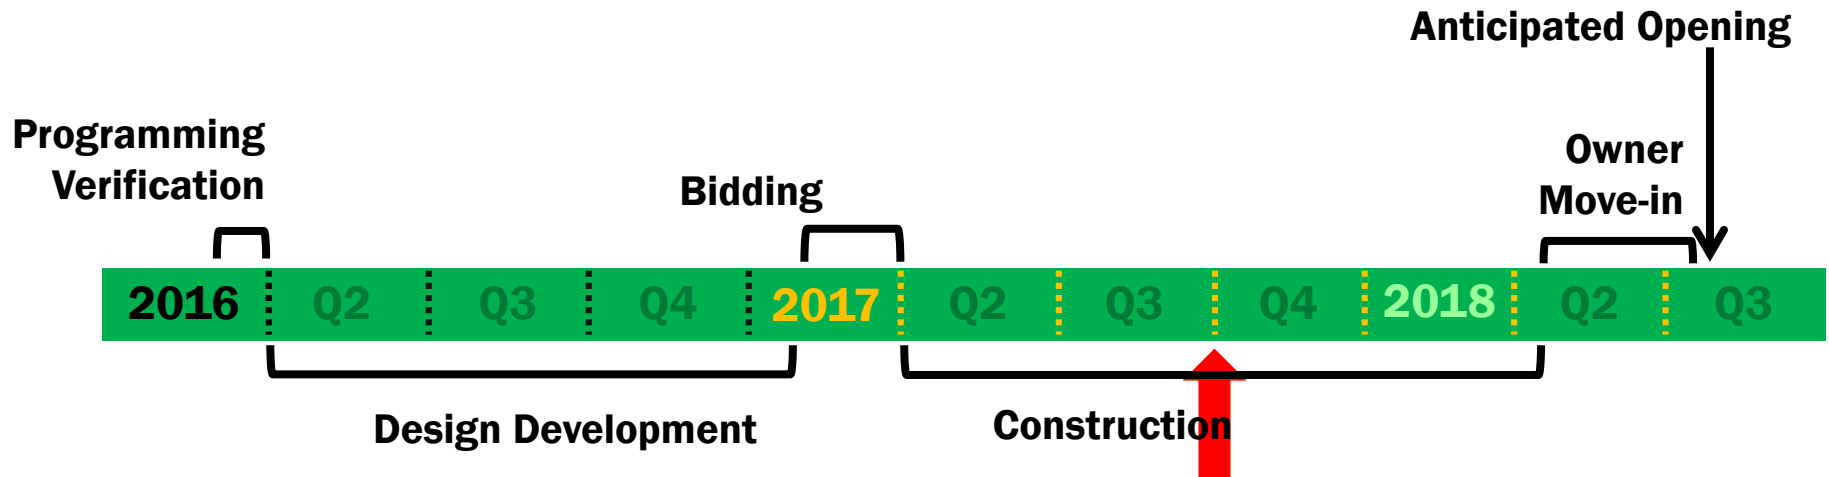 Anticipated Opening
Programming
Verification
Bidding
Owner
Move-in
2016 Q2 Q3 Q4 2017 Q2 Q3 Q4 2018 Q2 Q3
Design Development
Construction